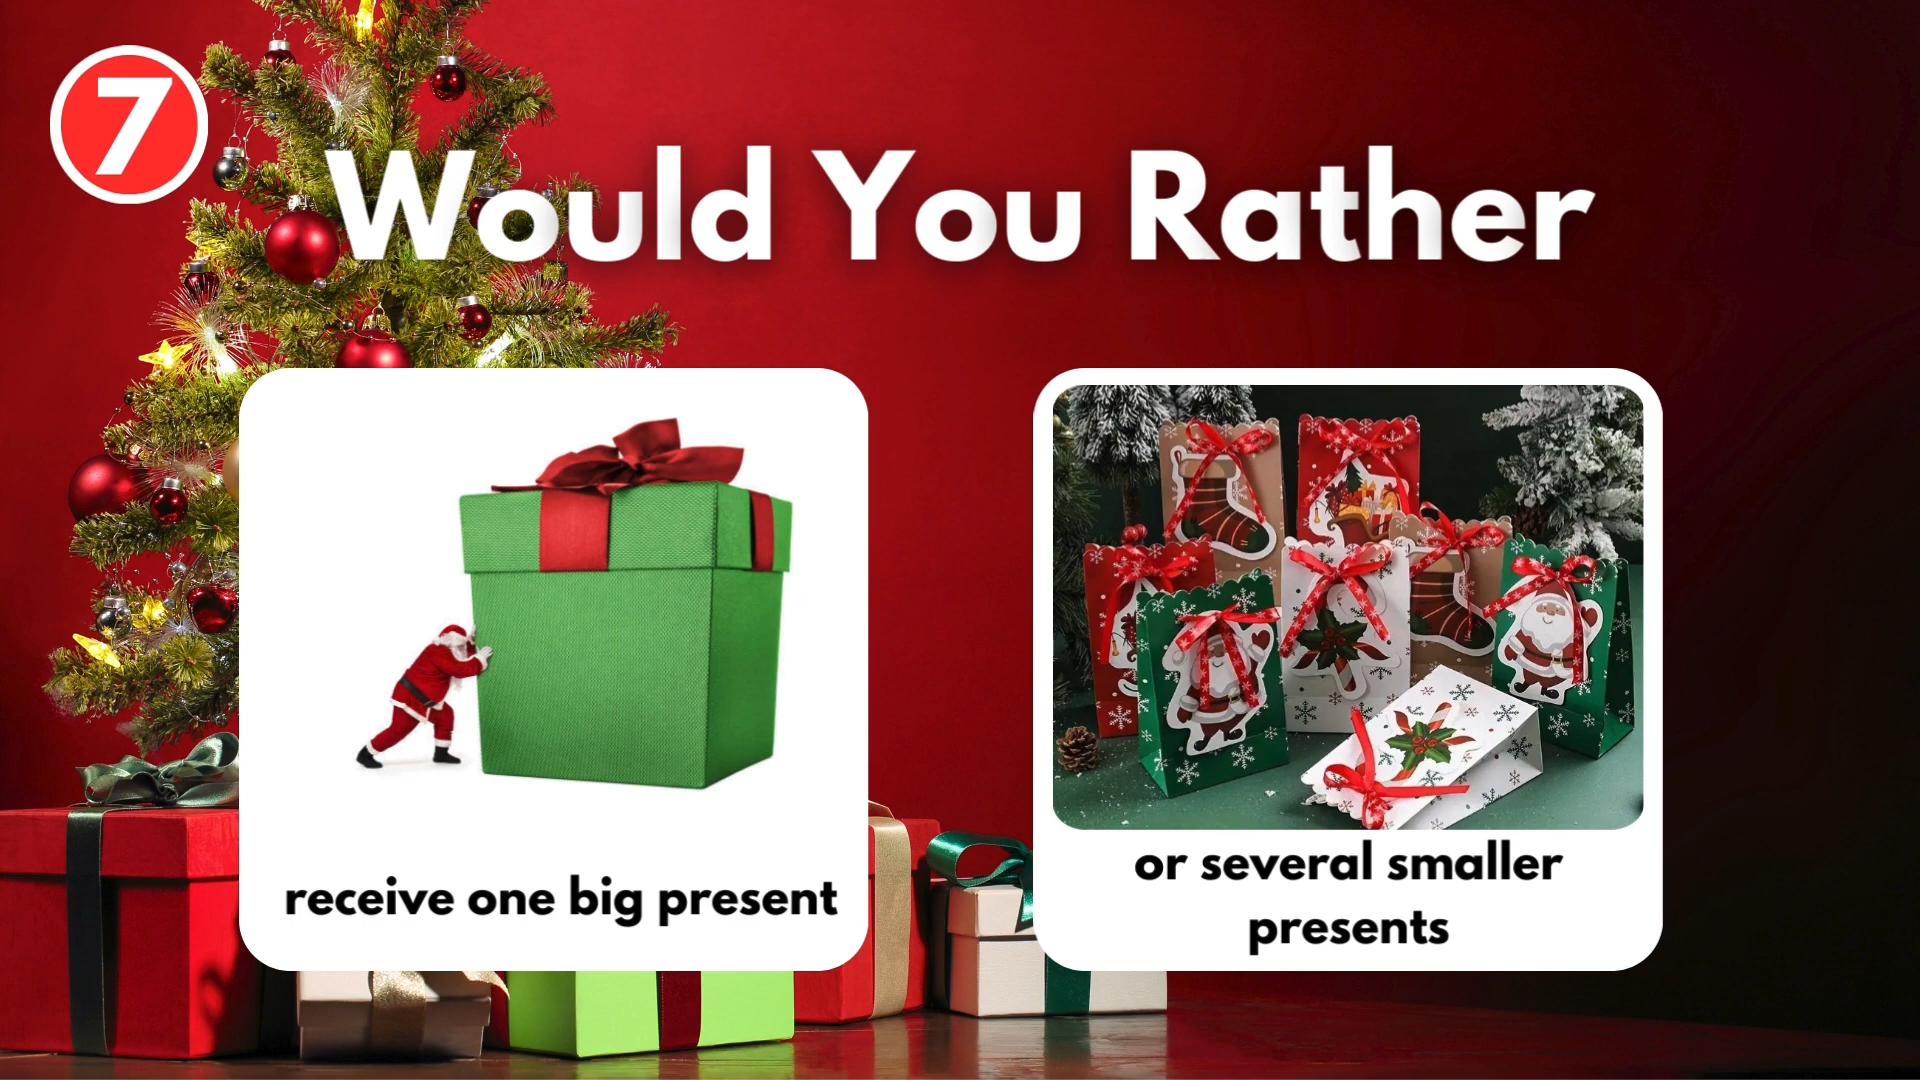 7
Would You Rather
receive one big present
or several smaller
presents